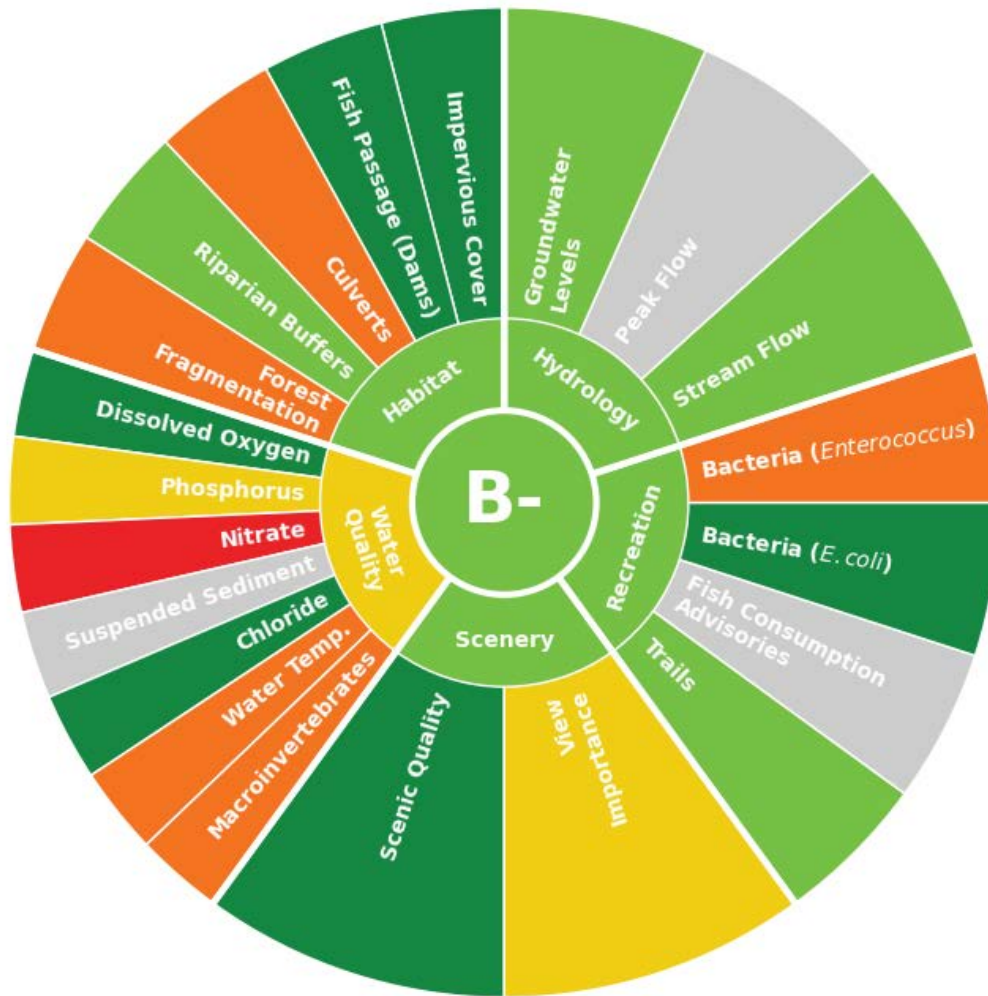 B-
Hydrology
Groundwater
Levels
Peak Flow
Stream Flow
Recreation
Bacteria (Enterococcus)
Bacteria (E. coli)
Fish Consumption
Advisories
Trails
Scenery
View
Importance
Scenic Quality
Water
Quality
Macroinvertebrates
Water Temp.
Chloride
Suspended Sediment
Nitrate
Phosphorus
Dissolved Oxygen
Habitat
Forest
Fragmentation
Riparian Buffers
Culverts
Fish Passage (Dams)
Impervious Cover